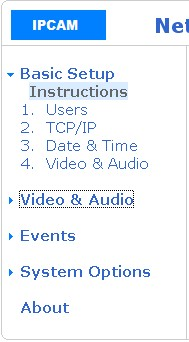 IPCAM
Net
Basic Setup
Instructions
1. Users
2. TCP/IP
3. Date & Time
4. Video & Audio
Video & Audio
Events
System Options
About